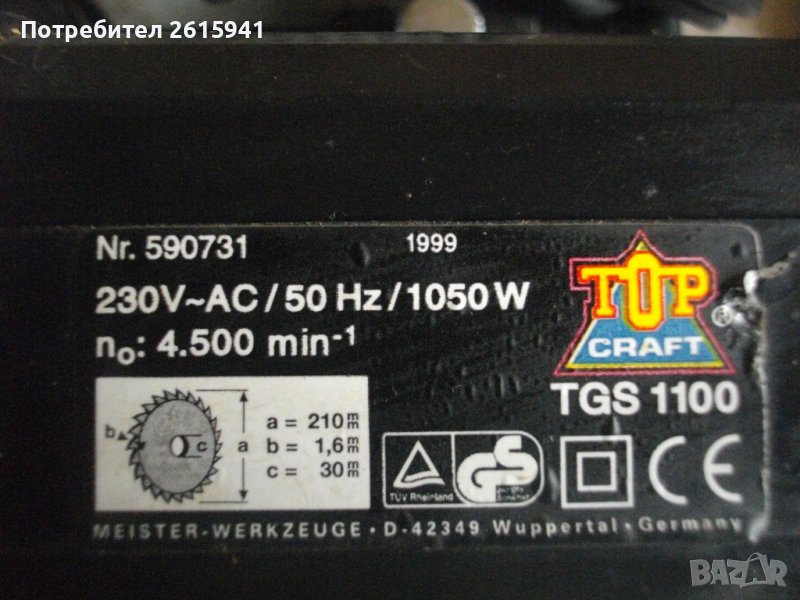 Потребител 2615941
Nr. 590731 1999
230V~AC/50 Hz/1050 W
n₀: 4.500 min⁻¹
TOP
CRAFT
®
TGS 1100
b c a
a = 210 mm
b = 1,6 mm
c = 30 mm
TÜV Rheinland
GS
CE
MEISTER-WERKZEUGE · D-42349 Wuppertal · Germany
BAZAR